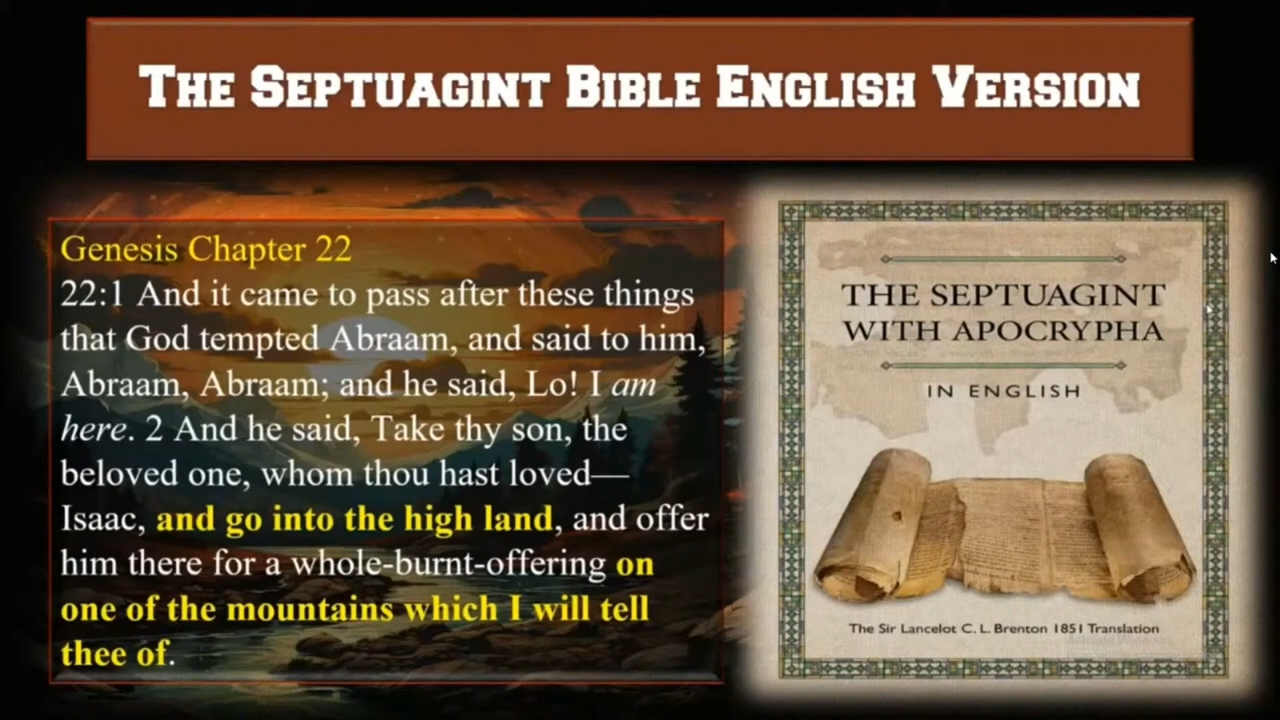 THE SEPTUAGINT BIBLE ENGLISH VERSION
Genesis Chapter 22
22:1 And it came to pass after these things
that God tempted Abraam, and said to him,
Abraam, Abraam; and he said, Lo! I am
here. 2 And he said, Take thy son, the
beloved one, whom thou hast loved—
Isaac, and go into the high land, and offer
him there for a whole-burnt-offering on
one of the mountains which I will tell
thee of.
THE SEPTUAGINT
WITH APOCRYPHA
IN ENGLISH
The Sir Lancelot C. L. Brenton 1851 Translation